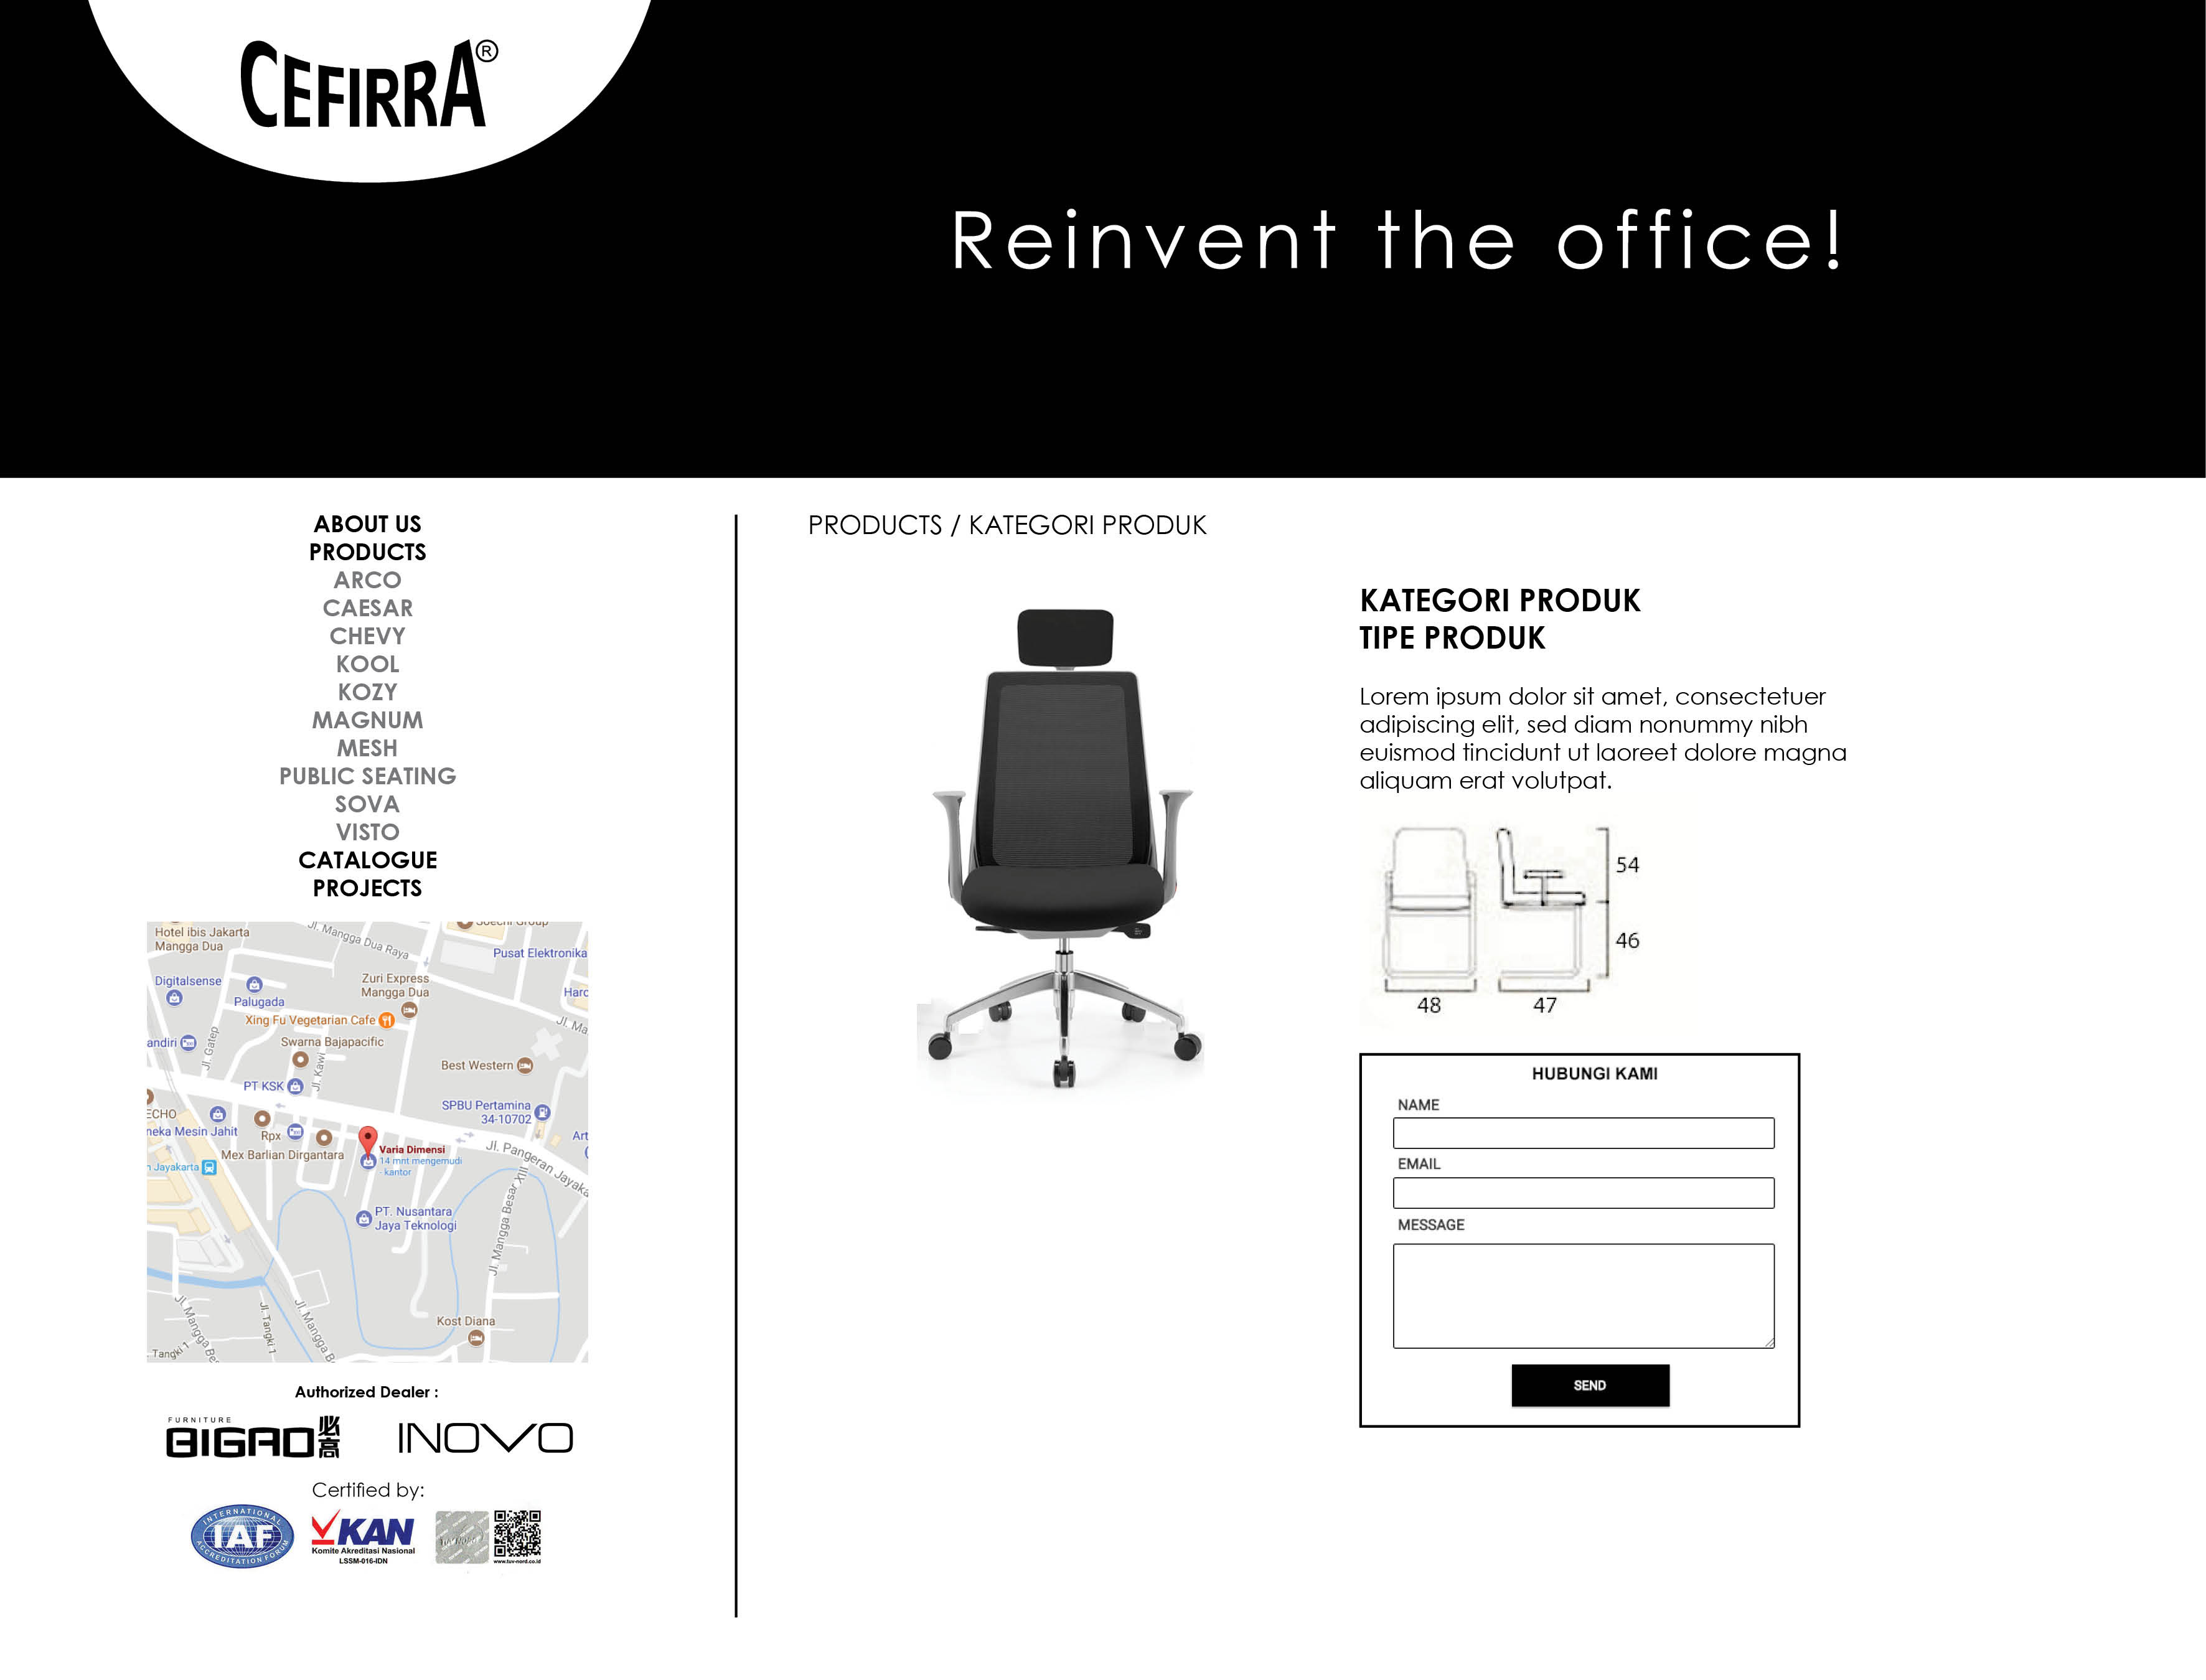 CEFIRRA®
Reinvent the office!
ABOUT US
PRODUCTS
ARCO
CAESAR
CHEVY
KOOL
KOZY
MAGNUM
MESH
PUBLIC SEATING
SOVA
VISTO
CATALOGUE
PROJECTS
Hotel ibis Jakarta
Mangga Dua
Jl. Mangga Dua Raya
Soechi Group
Pusat Elektronika
Digitalsense
Palugada
Zuri Express
Mangga Dua
Harc
Xing Fu Vegetarian Cafe
Jl. Ma
andiri
Jl. Gatep
Swarna Bajapacific
Jl. Kawi
Best Western
PT KSK
SPBU Pertamina
34-10702
ECHO
neka Mesin Jahit
Rpx
Art
Mex Barlian Dirgantara
Varia Dimensi
14 mnt mengemudi
- kantor
Jl. Pangeran Jayaka
n Jayakarta
PT. Nusantara
Jaya Teknologi
Jl. Mangga Besar XIII
Kost Diana
Jl. Mangga Be
Jl. Tangki 1
Jl. Mangga B
Tangki 1
Authorized Dealer :
FURNITURE
BIGAO必高
INOVO
Certified by:
INTERNATIONAL
IAF
ACCREDITATION FORUM
KAN
Komite Akreditasi Nasional
LSSM-016-IDN
www.tuv-nord.co.id
PRODUCTS / KATEGORI PRODUK
KATEGORI PRODUK
TIPE PRODUK
Lorem ipsum dolor sit amet, consectetuer
adipiscing elit, sed diam nonummy nibh
euismod tincidunt ut laoreet dolore magna
aliquam erat volutpat.
54
46
48
47
HUBUNGI KAMI
NAME
EMAIL
MESSAGE
SEND